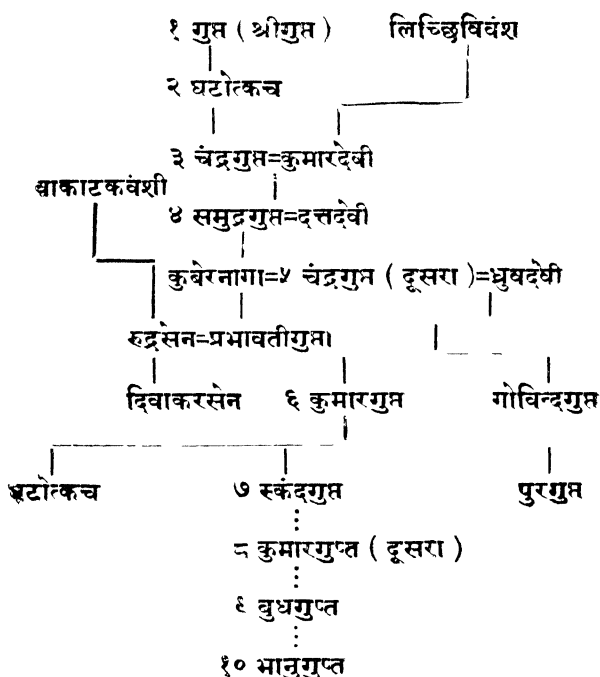 १ गुप्त ( श्रीगुप्त ) लिच्छिविवंश
२ घटोत्कच
३ चंद्रगुप्त=कुमारदेवी
वाकाटकवंशी
४ समुद्रगुप्त=दत्तदेवी
कुबेरनागा=५ चंद्रगुप्त ( दूसरा )=ध्रुवदेवी
रुद्रसेन=प्रभावतीगुप्ता
दिवाकरसेन ६ कुमारगुप्त गोविन्दगुप्त
घटोत्कच ७ स्कंदगुप्त पुरगुप्त
८ कुमारगुप्त ( दूसरा )
९ बुधगुप्त
१० भानुगुप्त